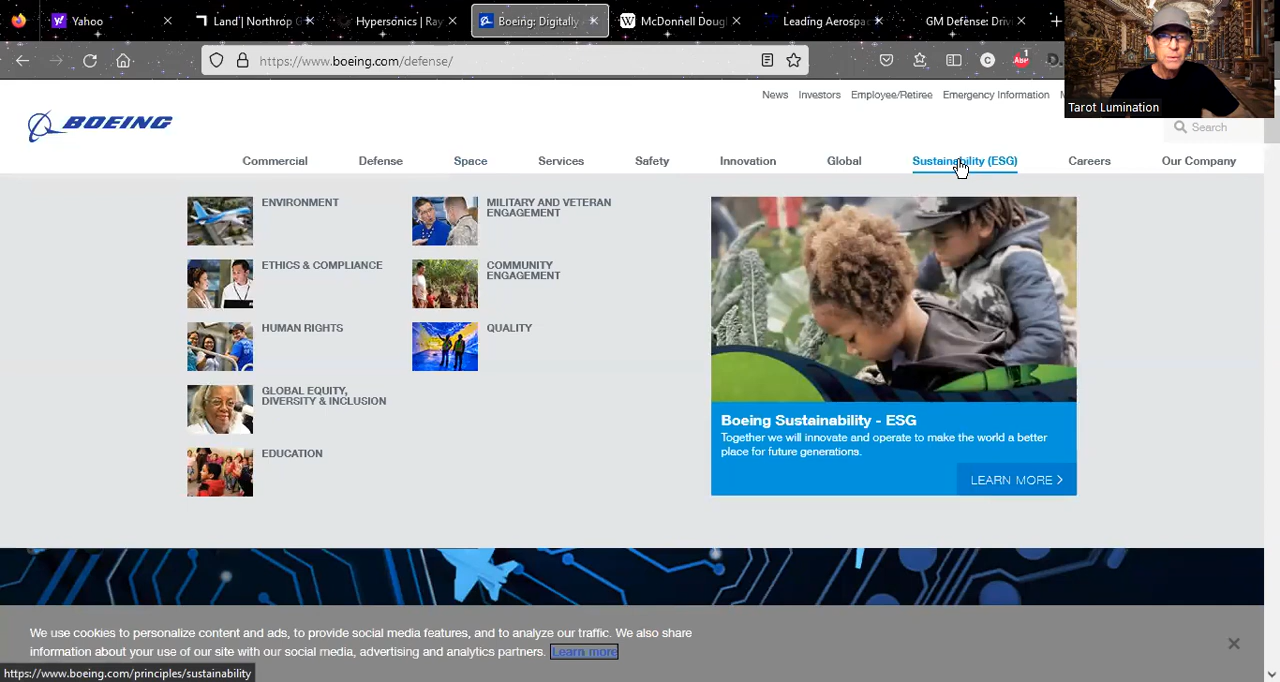 Yahoo
Land'| Northrop G
Hypersonics | Ray
Boeing: Digitally
McDonnell Doug
Leading Aerospa
GM Defense: Driv
https://www.boeing.com/defense/
ABP
Tarot Lumination
News Investors Employee/Retiree Emergency Information
BOEING
Search
Commercial Defense Space Services Safety Innovation Global Sustainability (ESG) Careers Our Company
ENVIRONMENT
ETHICS & COMPLIANCE
HUMAN RIGHTS
GLOBAL EQUITY,
DIVERSITY & INCLUSION
EDUCATION
MILITARY AND VETERAN
ENGAGEMENT
COMMUNITY
ENGAGEMENT
QUALITY
Boeing Sustainability - ESG
Together we will innovate and operate to make the world a better
place for future generations.
LEARN MORE
We use cookies to personalize content and ads, to provide social media features, and to analyze our traffic. We also share
information about your use of our site with our social media, advertising and analytics partners. Learn more
https://www.boeing.com/principles/sustainability